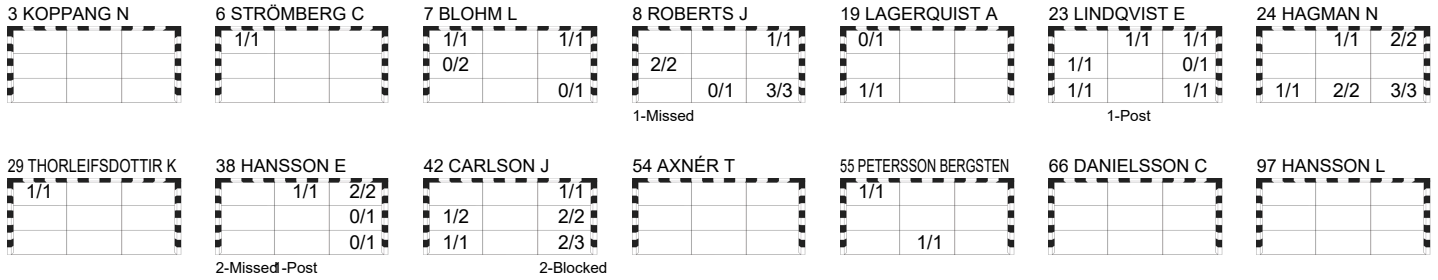 3 KOPPANG N 6 STRÖMBERG C 7 BLOHM L 8 ROBERTS J 19 LAGERQUIST A 23 LINDQVIST E 24 HAGMAN N
1/1 1/1 1/1 1/1 0/1 1/1 1/1 1/1 2/2
0/2 2/2 1/1 0/1
0/1 0/1 3/3 1/1 1/1 1/1 1/1 2/2 3/3
1-Missed 1-Post
29 THORLEIFSDOTTIR K 38 HANSSON E 42 CARLSON J 54 AXNÉR T 55 PETERSSON BERGSTEN 66 DANIELSSON C 97 HANSSON L
1/1 1/1 2/2 1/1 1/1
0/1 1/2 2/2
0/1 1/1 2/3 1/1
2-Missed 1-Post 2-Blocked